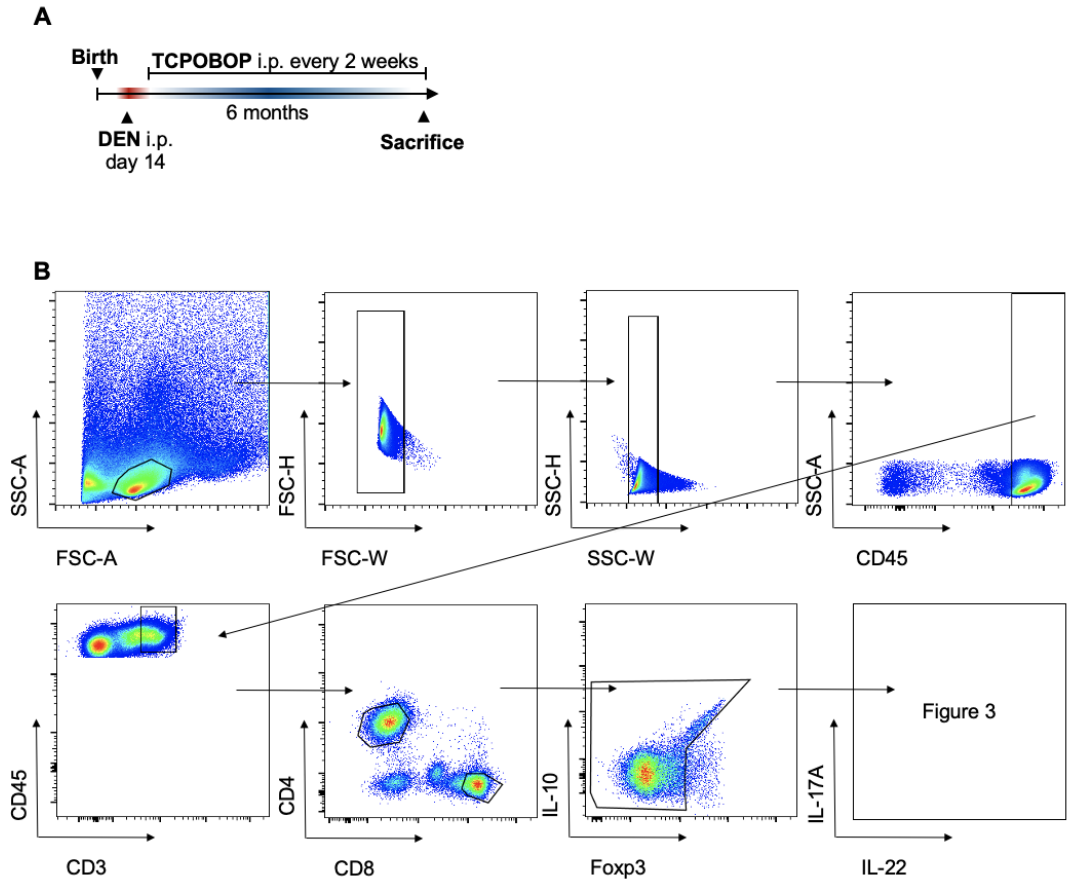 A
Birth
TCPOBOP i.p. every 2 weeks
6 months
DEN i.p.
day 14
Sacrifice
B
SSC-A
FSC-A
FSC-H
FSC-W
SSC-H
SSC-W
SSC-A
CD45
CD45
CD3
CD4
CD8
IL-10
Foxp3
IL-17A
Figure 3
IL-22